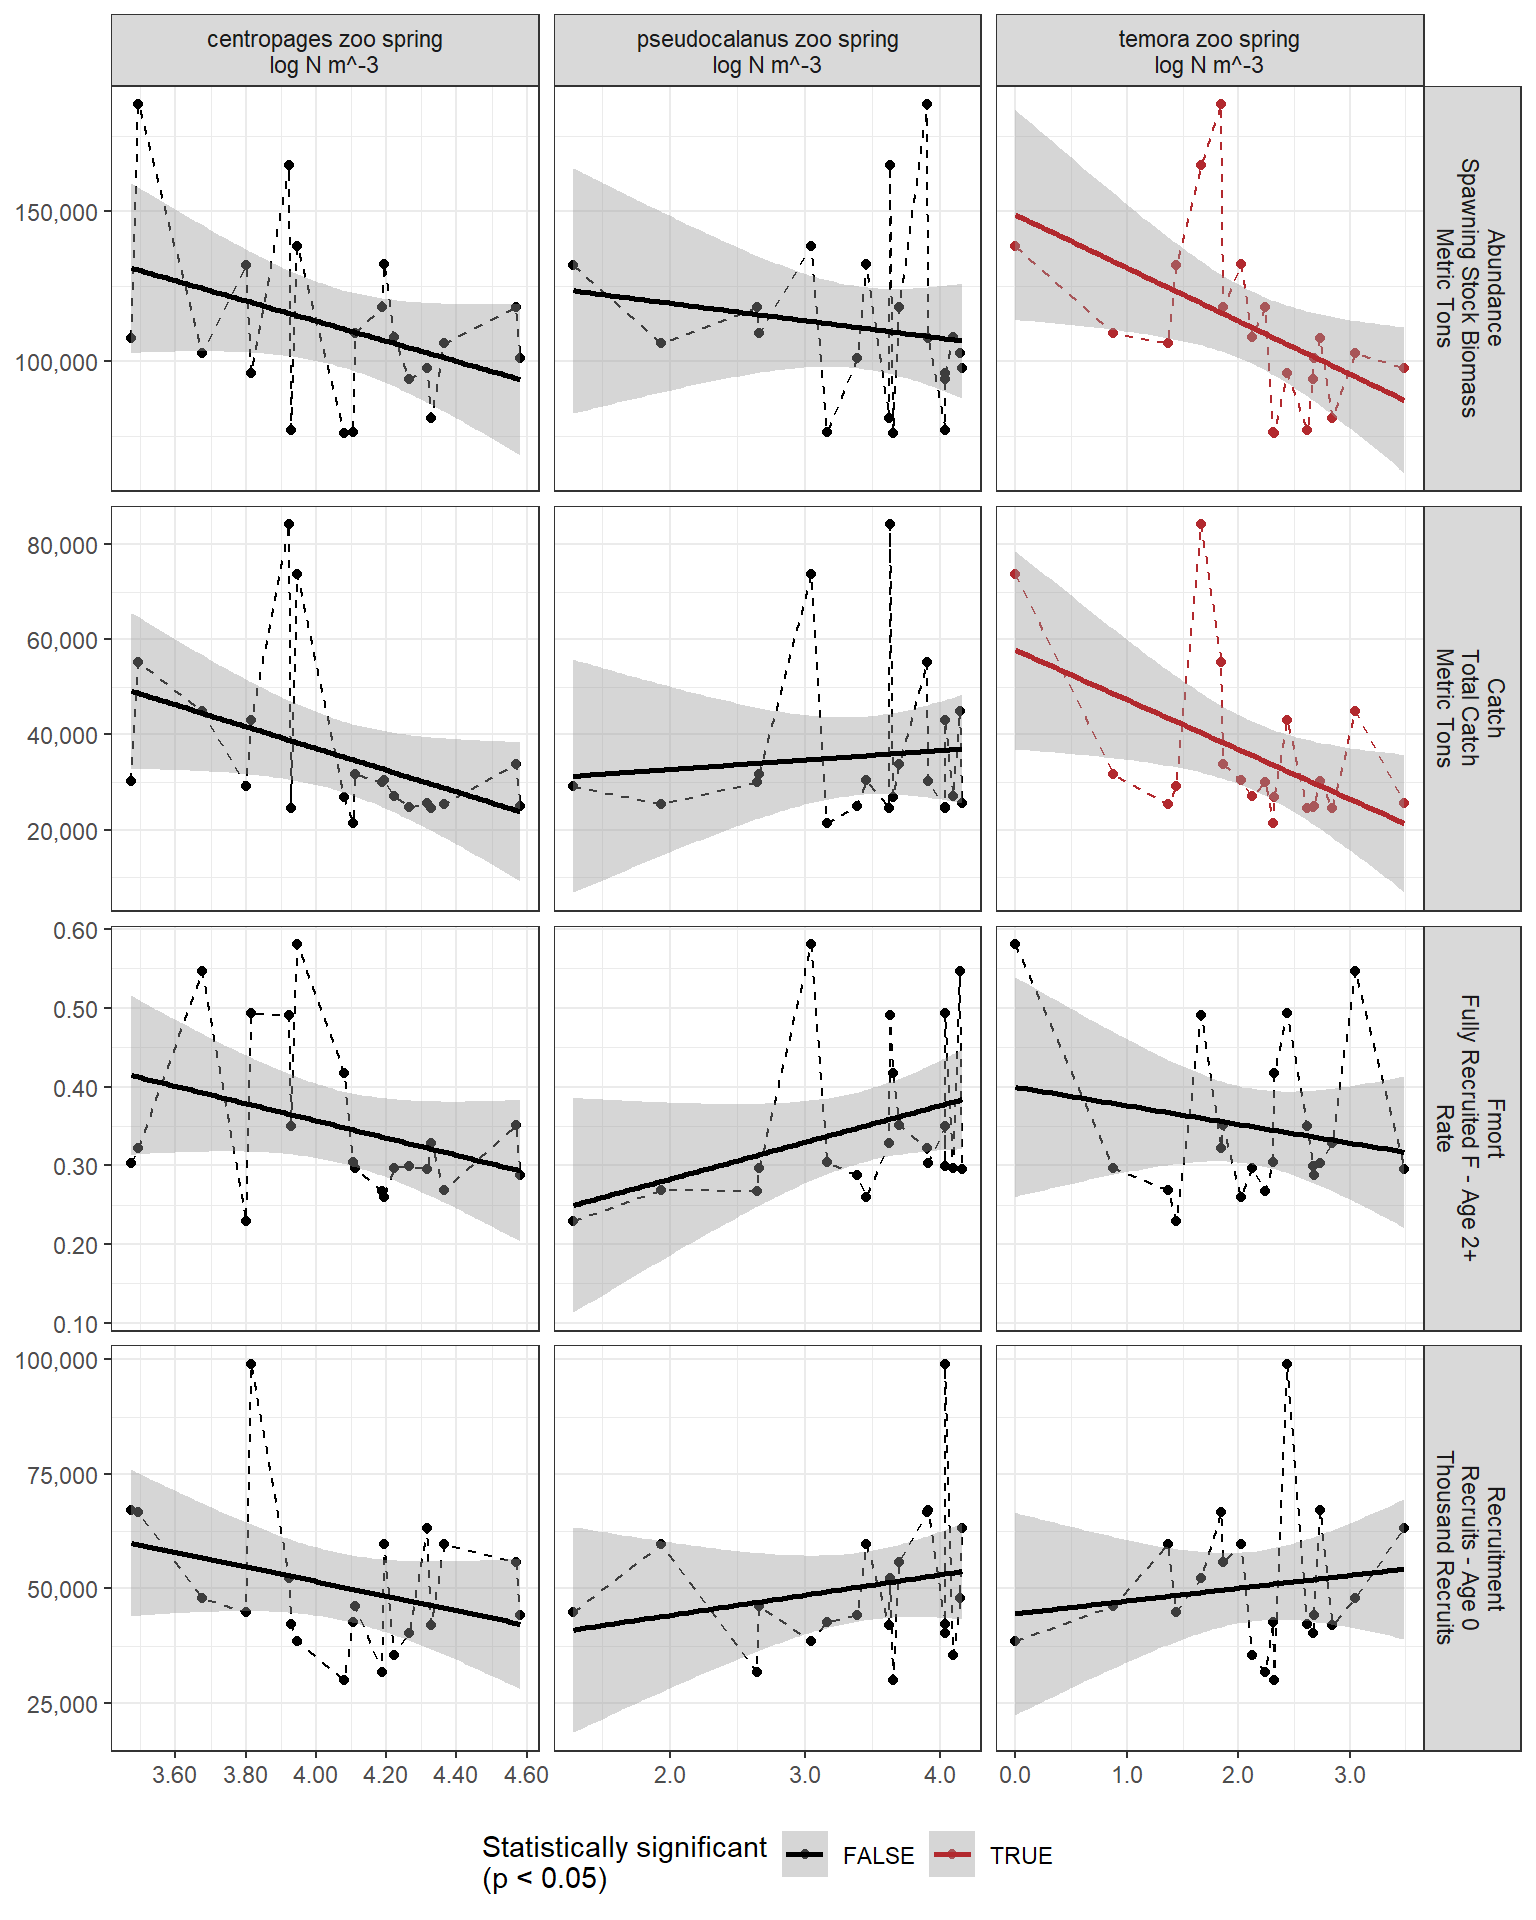 centropages zoo spring
log N m^-3
pseudocalanus zoo spring
log N m^-3
temora zoo spring
log N m^-3
150,000
100,000
Abundance
Spawning Stock Biomass
Metric Tons
80,000
60,000
40,000
20,000
Catch
Total Catch
Metric Tons
0.60
0.50
0.40
0.30
0.20
0.10
Fmort
Fully Recruited F - Age 2+
Rate
100,000
75,000
50,000
25,000
Recruitment
Recruits - Age 0
Thousand Recruits
3.60 3.80 4.00 4.20 4.40 4.60
2.0 3.0 4.0
0.0 1.0 2.0 3.0
Statistically significant
(p < 0.05)
FALSE
TRUE